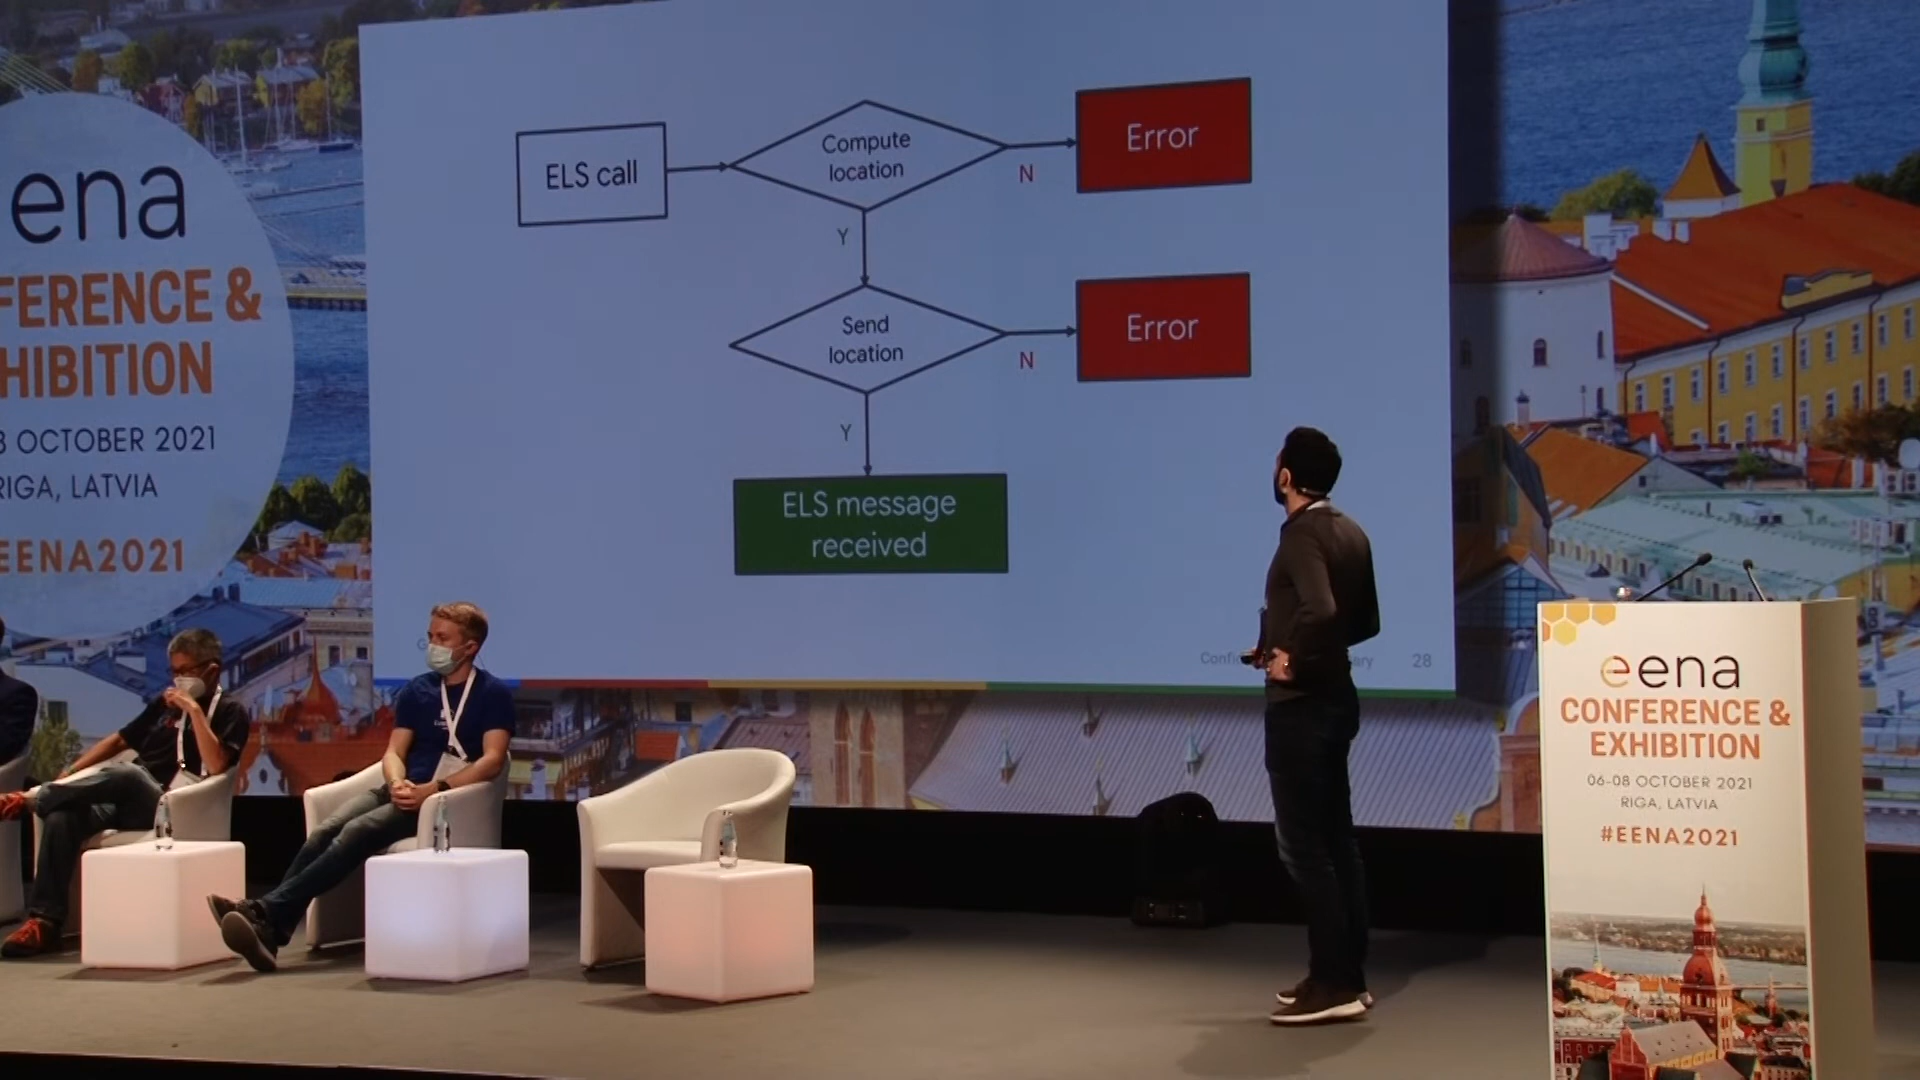 ena
FERENCE &
HIBITION
8 OCTOBER 2021
RIGA, LATVIA
EENA2021
ELS call
Compute
location
N
Error
Y
Send
location
N
Error
Y
ELS message
received
28
eena
CONFERENCE &
EXHIBITION
06-08 OCTOBER 2021
RIGA, LATVIA
#EENA2021